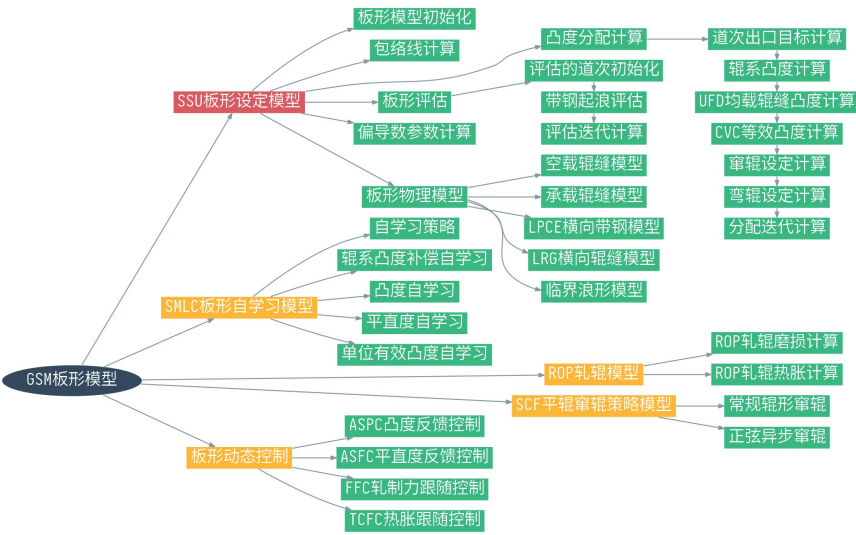 GSM板形模型
SSU板形设定模型
板形模型初始化
包络线计算
凸度分配计算
道次出口目标计算
辊系凸度计算
UFD均载辊缝凸度计算
CVC等效凸度计算
窜辊设定计算
弯辊设定计算
分配迭代计算
板形评估
评估的道次初始化
带钢起浪评估
评估迭代计算
偏导数参数计算
板形物理模型
空载辊缝模型
承载辊缝模型
LPCE横向带钢模型
LRG横向辊缝模型
临界浪形模型
SMLC板形自学习模型
自学习策略
辊系凸度补偿自学习
凸度自学习
平直度自学习
单位有效凸度自学习
ROP轧辊模型
ROP轧辊磨损计算
ROP轧辊热胀计算
SCF平辊窜辊策略模型
常规辊形窜辊
正弦异步窜辊
板形动态控制
ASPC凸度反馈控制
ASFC平直度反馈控制
FFC轧制力跟随控制
TCFC热胀跟随控制